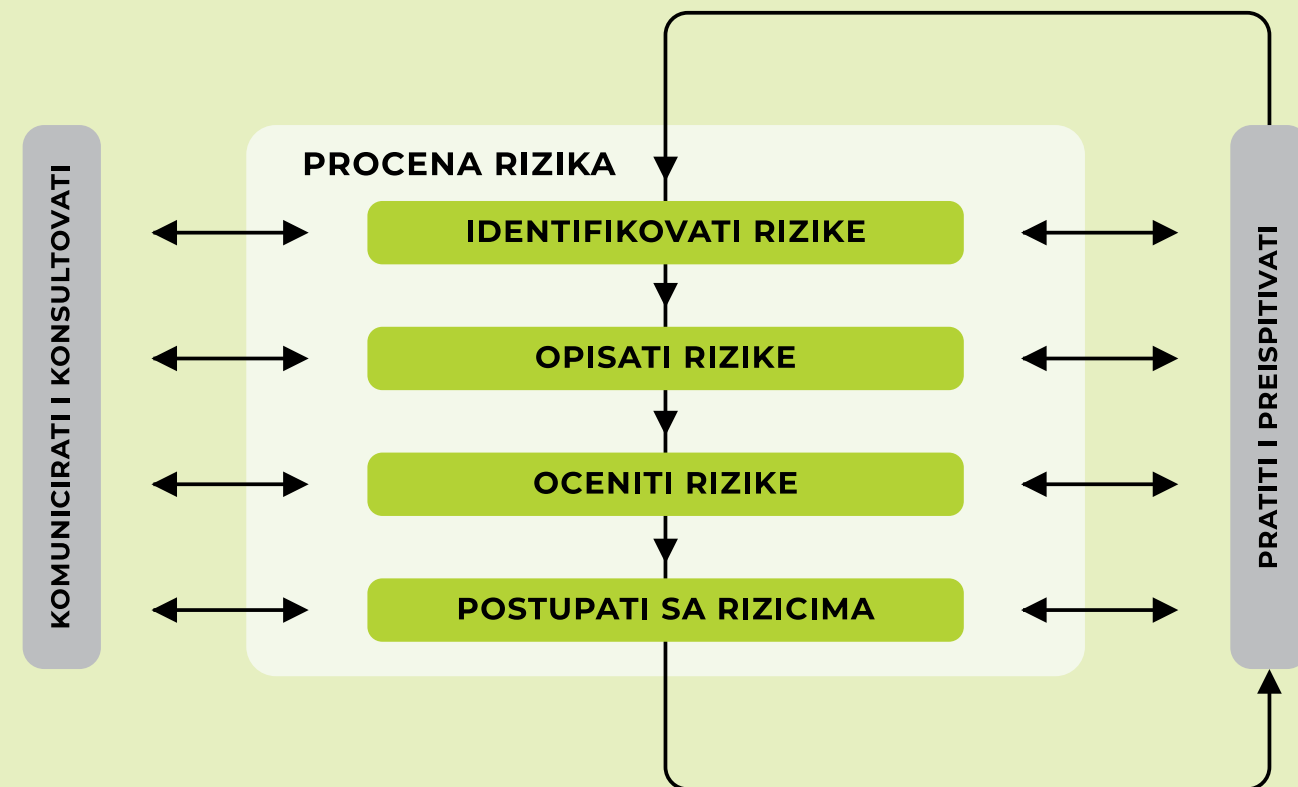 PROCENA RIZIKA
KOMUNICIRATI I KONSULTOVATI
IDENTIFIKOVATI RIZIKE
OPISATI RIZIKE
OCENITI RIZIKE
POSTUPATI SA RIZICIMA
PRATITI I PREISPITIVATI